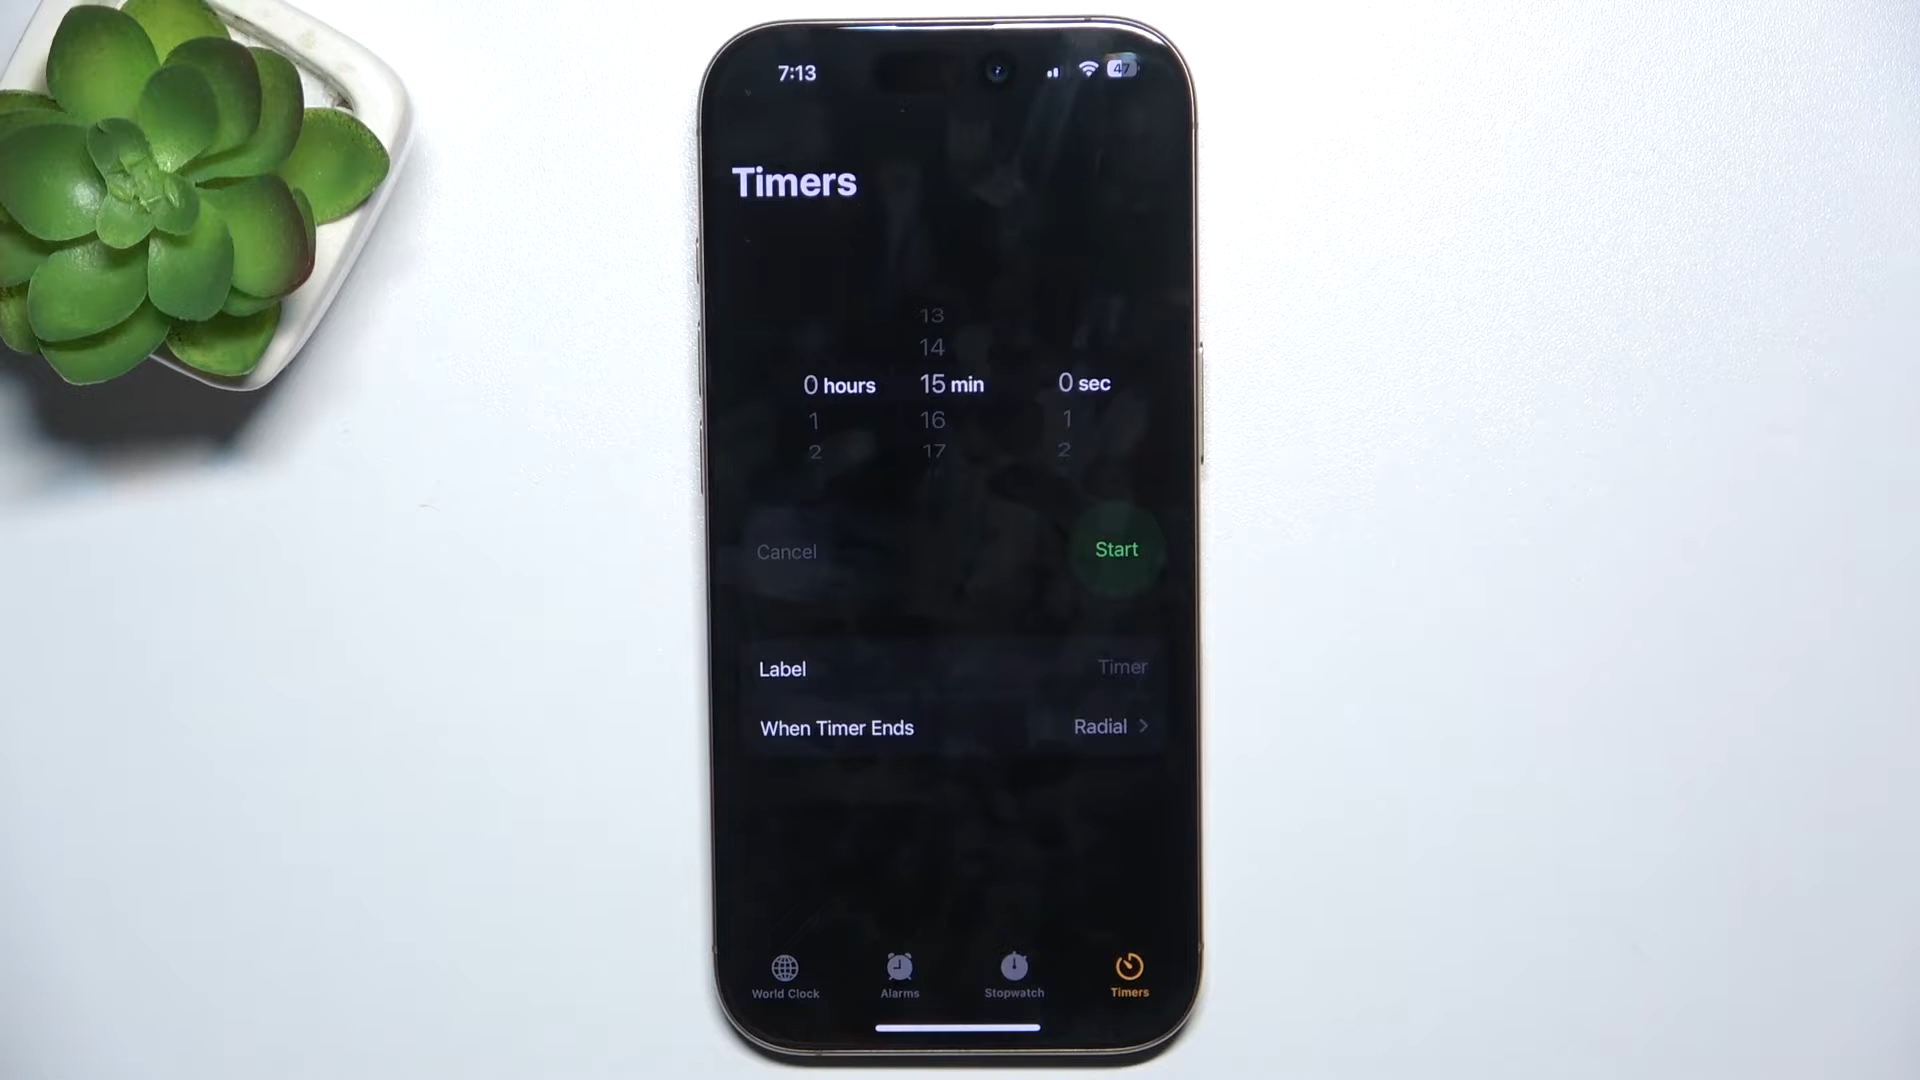 7:13
47
Timers
13
14
0 hours 15 min 0 sec
1 16 1
2 17 2
Cancel Start
Label Timer
When Timer Ends Radial
World Clock Alarms Stopwatch Timers